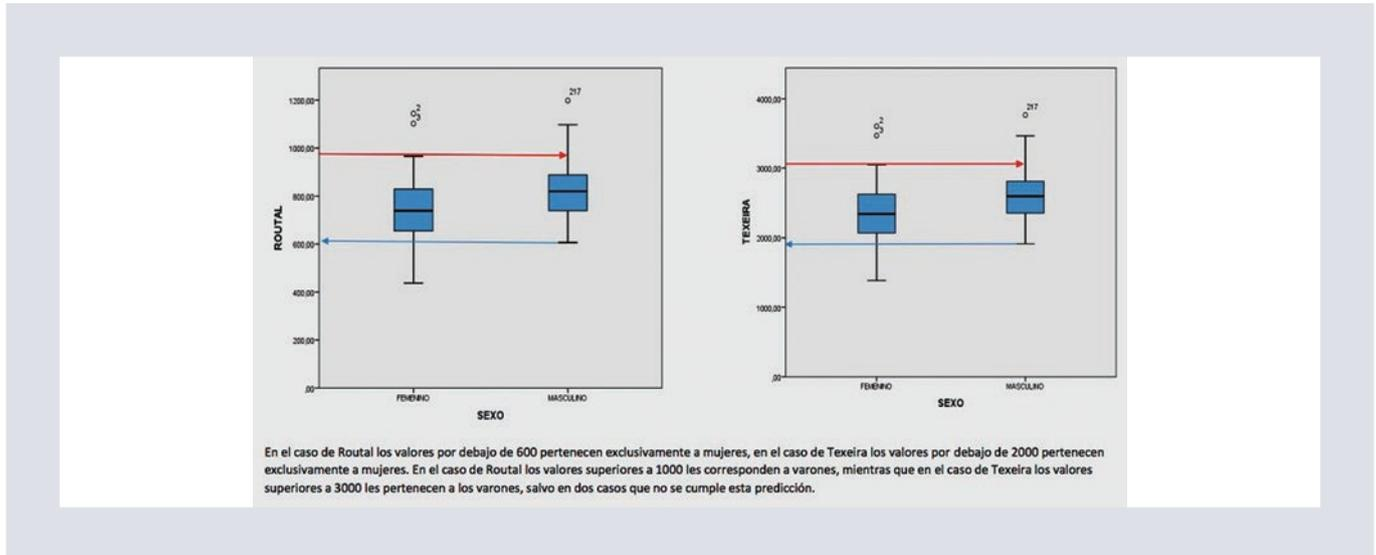 1200,00
1000,00
800,00
600,00
400,00
200,00
,00
ROUTAL
2
217
FEMENINO
MASCULINO
SEXO
4000,00
3000,00
2000,00
1000,00
,00
TEXEIRA
2
217
FEMENINO
MASCULINO
SEXO
En el caso de Routal los valores por debajo de 600 pertenecen exclusivamente a mujeres, en el caso de Texeira los valores por debajo de 2000 pertenecen
exclusivamente a mujeres. En el caso de Routal los valores superiores a 1000 les corresponden a varones, mientras que en el caso de Texeira los valores
superiores a 3000 les pertenecen a los varones, salvo en dos casos que no se cumple esta predicción.